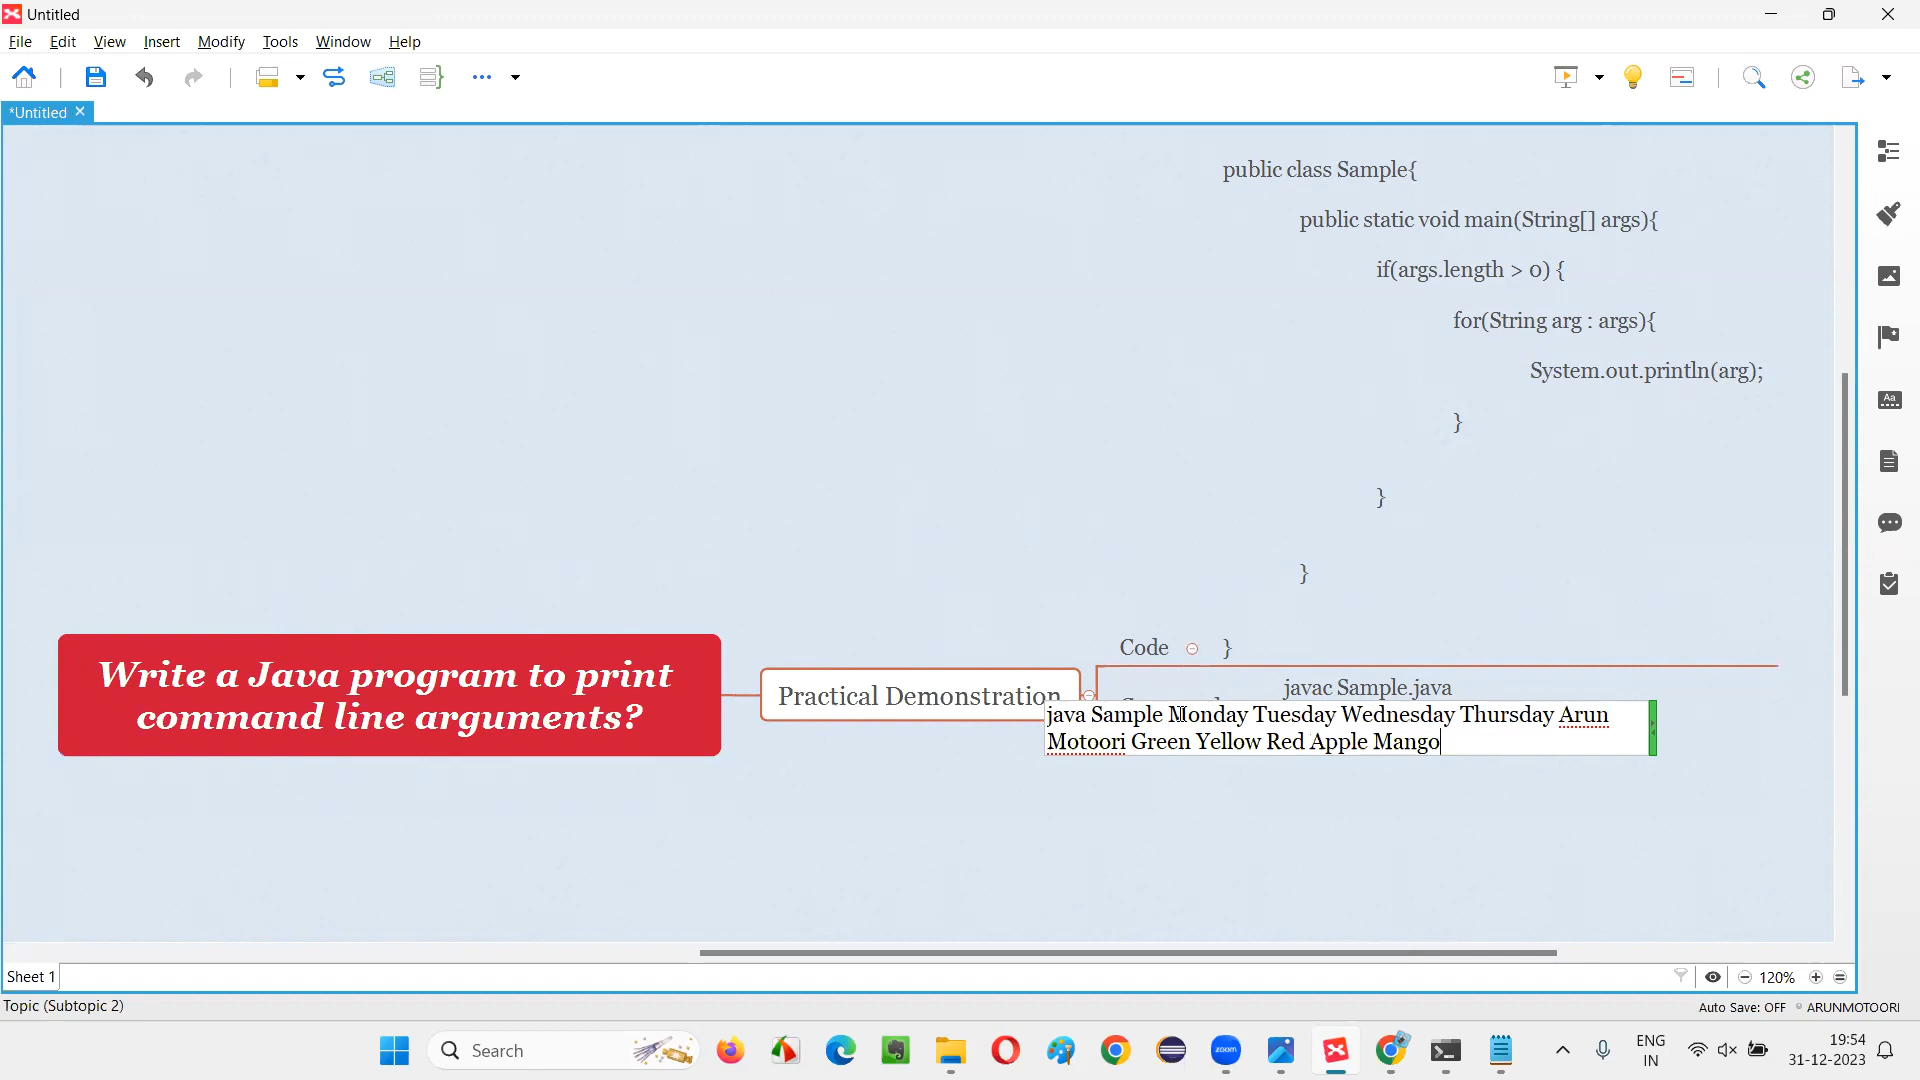 Untitled
File Edit View Insert Modify Tools Window Help
*Untitled
public class Sample{
public static void main(String[] args){
if(args.length > 0) {
for(String arg : args){
System.out.println(arg);
}
}
}
Code }
Write a Java program to print
command line arguments?
Practical Demonstration
javac Sample.java
java Sample Monday Tuesday Wednesday Thursday Arun
Motoori Green Yellow Red Apple Mango
Sheet 1
120%
Topic (Subtopic 2)
Auto Save: OFF ARUNMOTOORI
Search
zoom
ENG
IN
19:54
31-12-2023